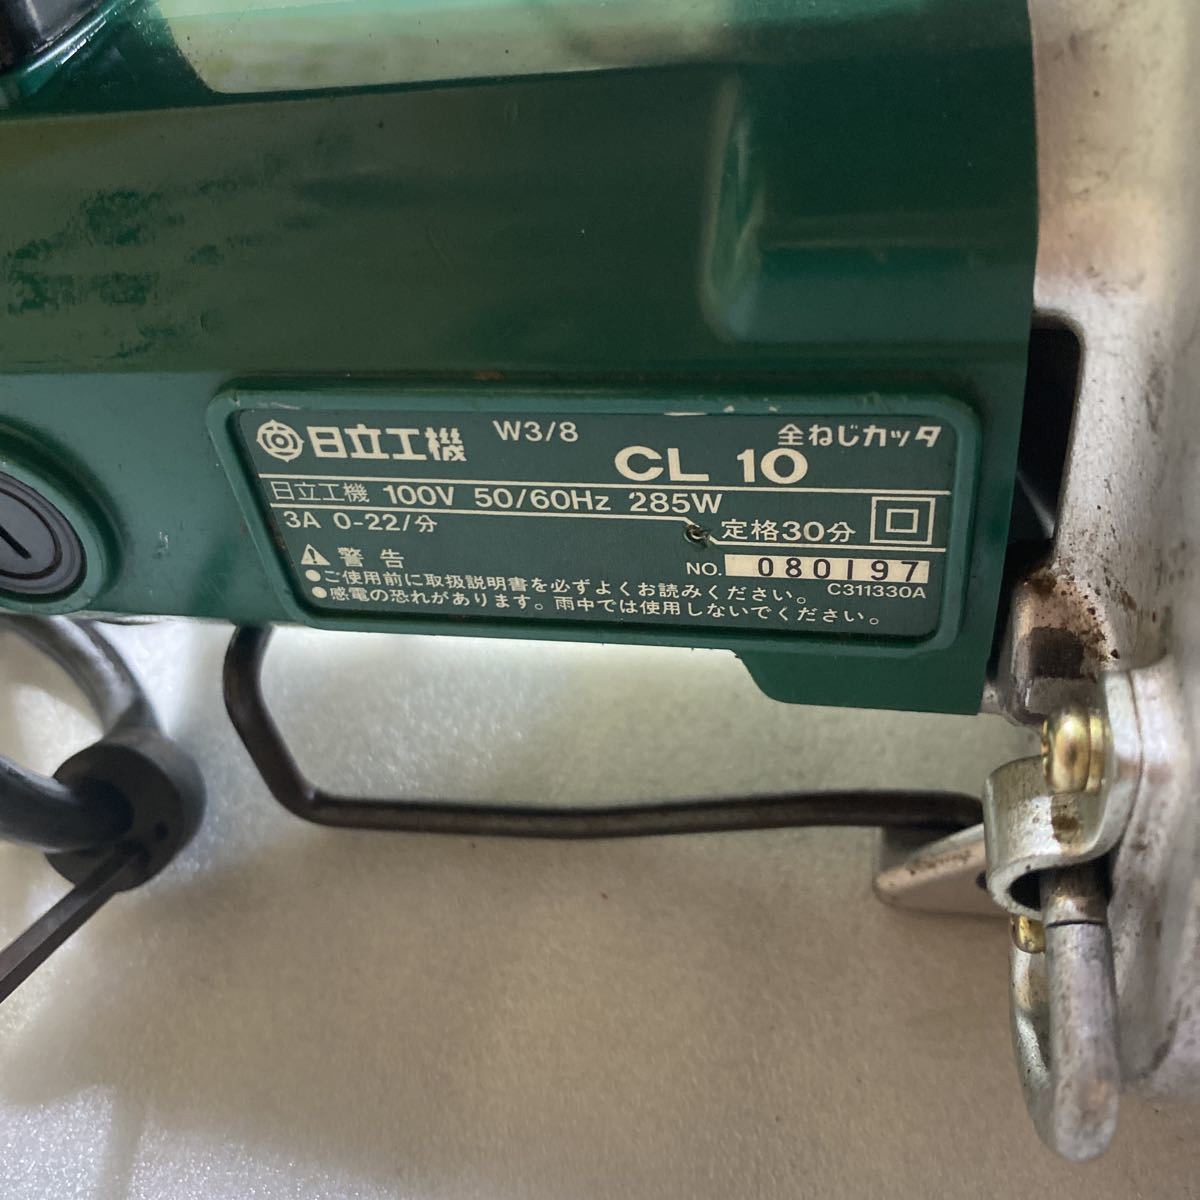 日立工機 W3/8 全ねじカッタ
CL 10
日立工機 100V 50/60Hz 285W
3A 0-22/分 定格30分
警告
NO. 080197
●ご使用前に取扱説明書を必ずよくお読みください。 C311330A
●感電の恐れがあります。雨中では使用しないでください。